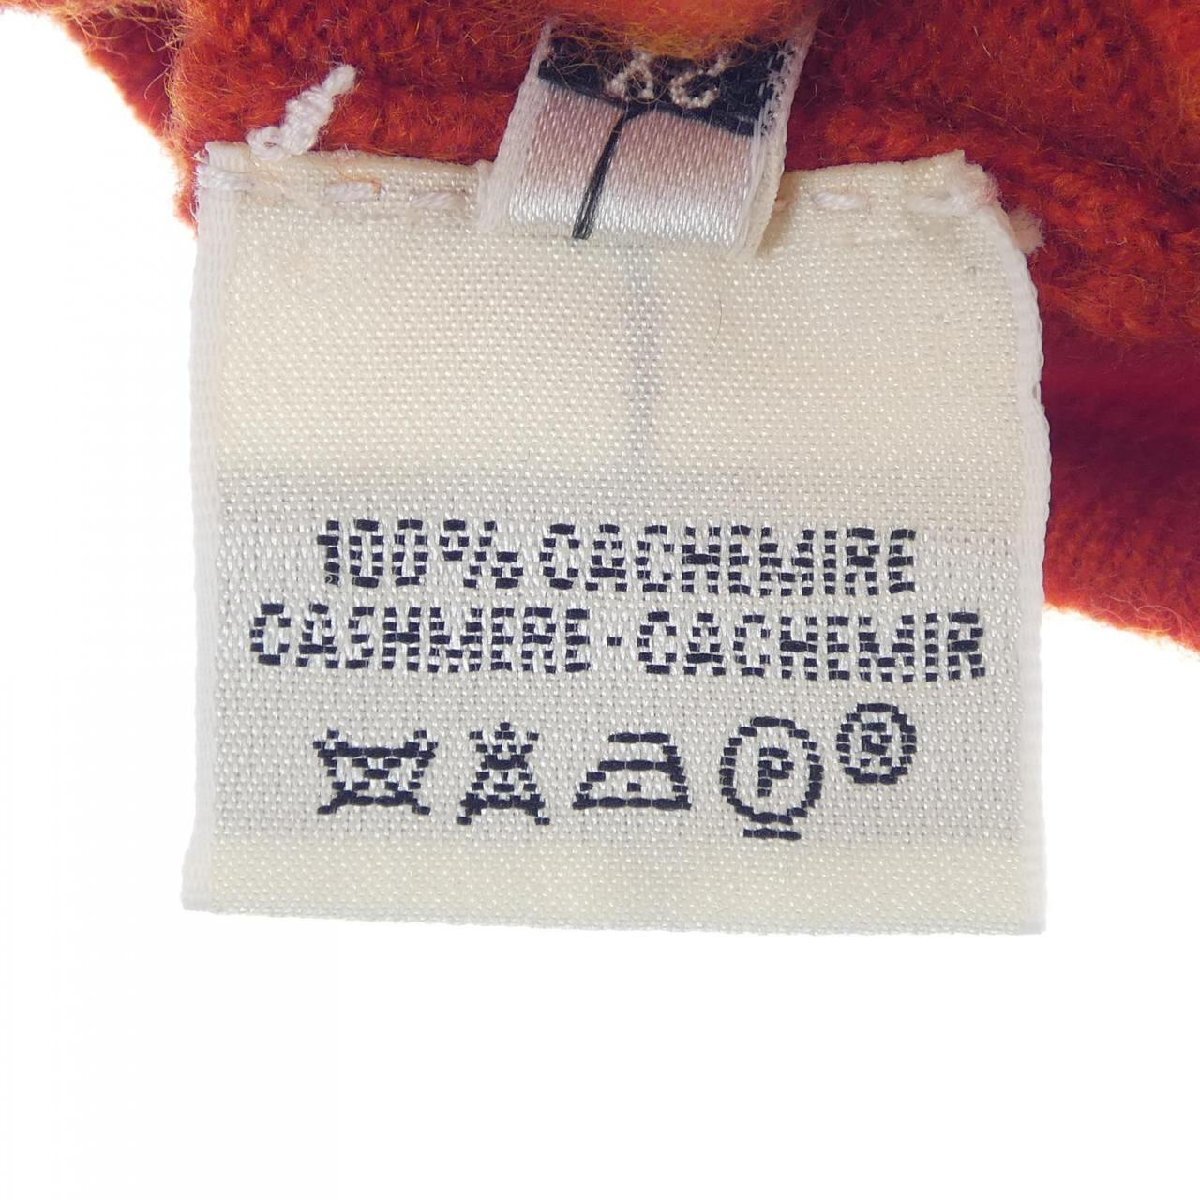 100% CACHEMIRE
CASHMERE - CACHEMIR
P ®